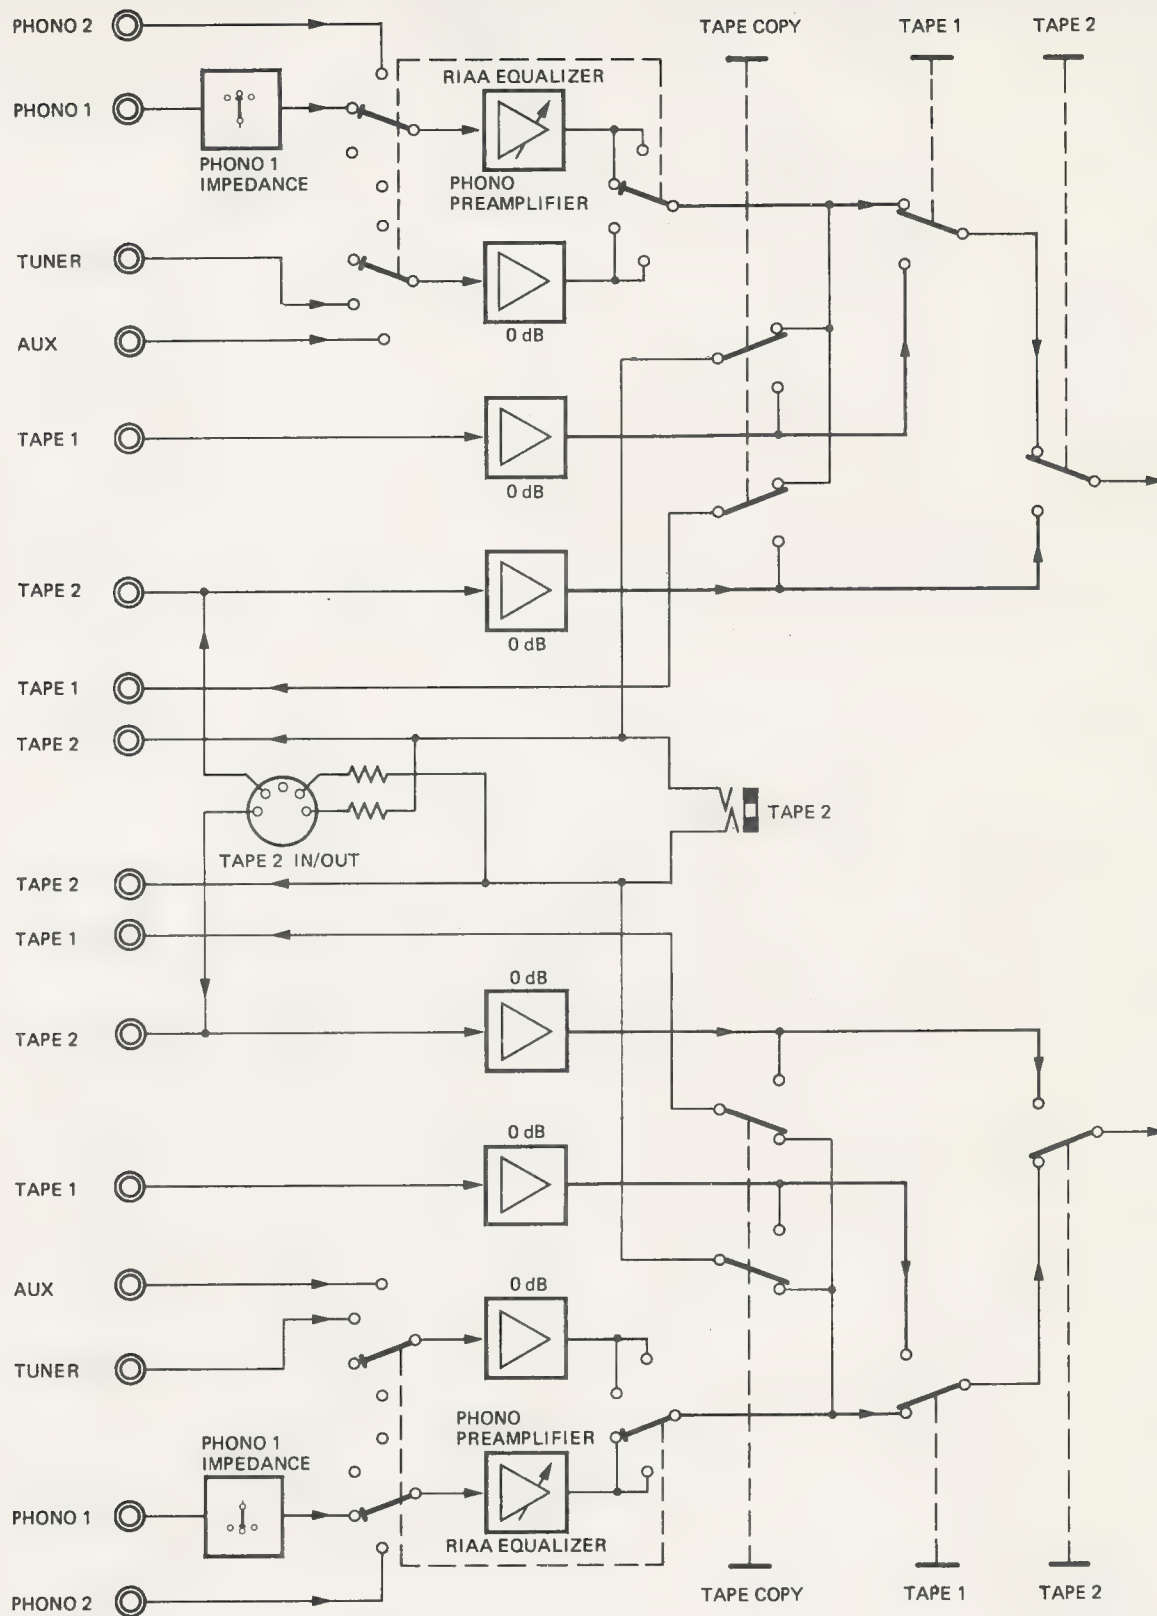 PHONO 2
TAPE COPY
TAPE 1
TAPE 2
RIAA EQUALIZER
PHONO 1
PHONO 1
IMPEDANCE
PHONO
PREAMPLIFIER
TUNER
0 dB
AUX
TAPE 1
0 dB
TAPE 2
0 dB
TAPE 1
TAPE 2
TAPE 2
TAPE 2 IN/OUT
TAPE 2
TAPE 1
0 dB
TAPE 2
0 dB
TAPE 1
AUX
0 dB
TUNER
PHONO
PREAMPLIFIER
PHONO 1
IMPEDANCE
PHONO 1
RIAA EQUALIZER
PHONO 2
TAPE COPY
TAPE 1
TAPE 2